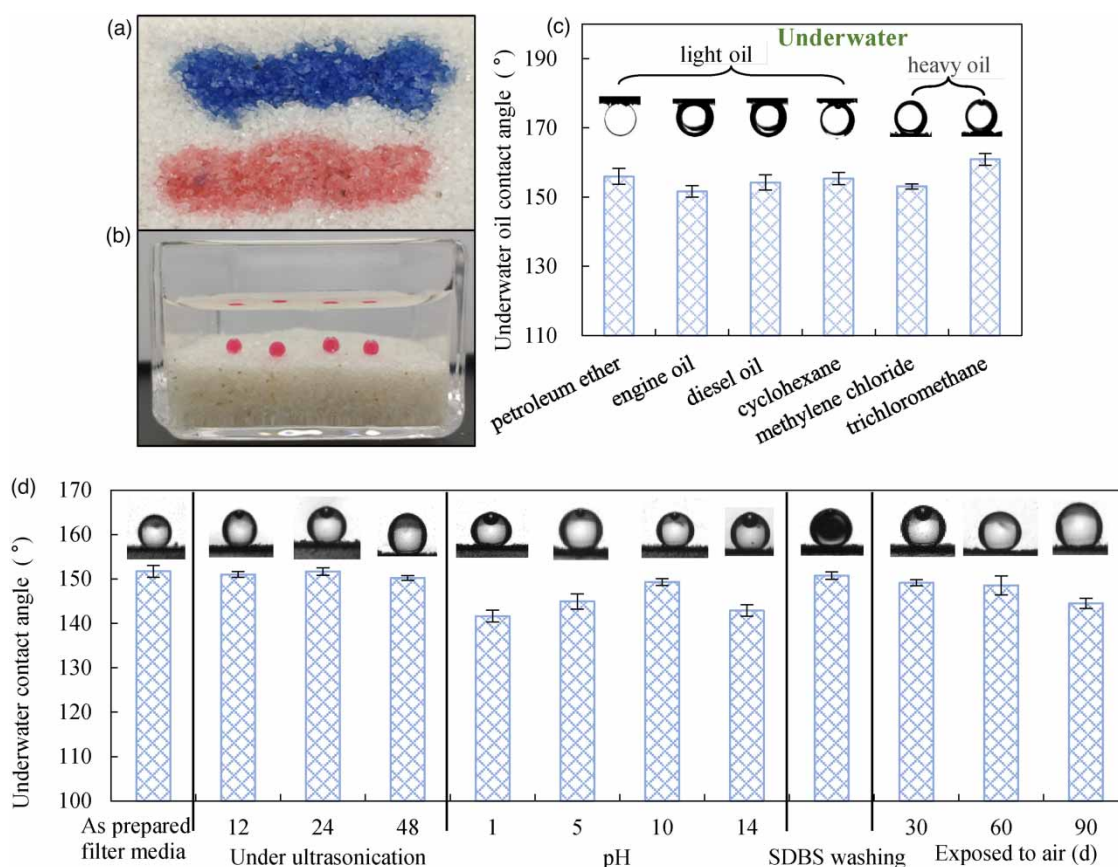 (a)
(b)
(c)
Underwater
light oil
heavy oil
Underwater oil contact angle (°)
190
170
150
130
110
petroleum ether
engine oil
diesel oil
cyclohexane
methylene chloride
trichloromethane
(d)
Underwater contact angle (°)
170
160
150
140
130
120
110
100
As prepared
filter media
12 24 48
Under ultrasonication
1 5 10 14
pH
SDBS washing
30 60 90
Exposed to air (d)